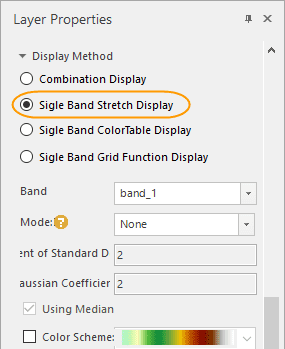 Layer Properties
Display Method
Combination Display
Sigle Band Stretch Display
Sigle Band ColorTable Display
Sigle Band Grid Function Display
Band
band_1
Mode:
None
ent of Standard D
2
aussian Coefficier
2
Using Median
Color Scheme: